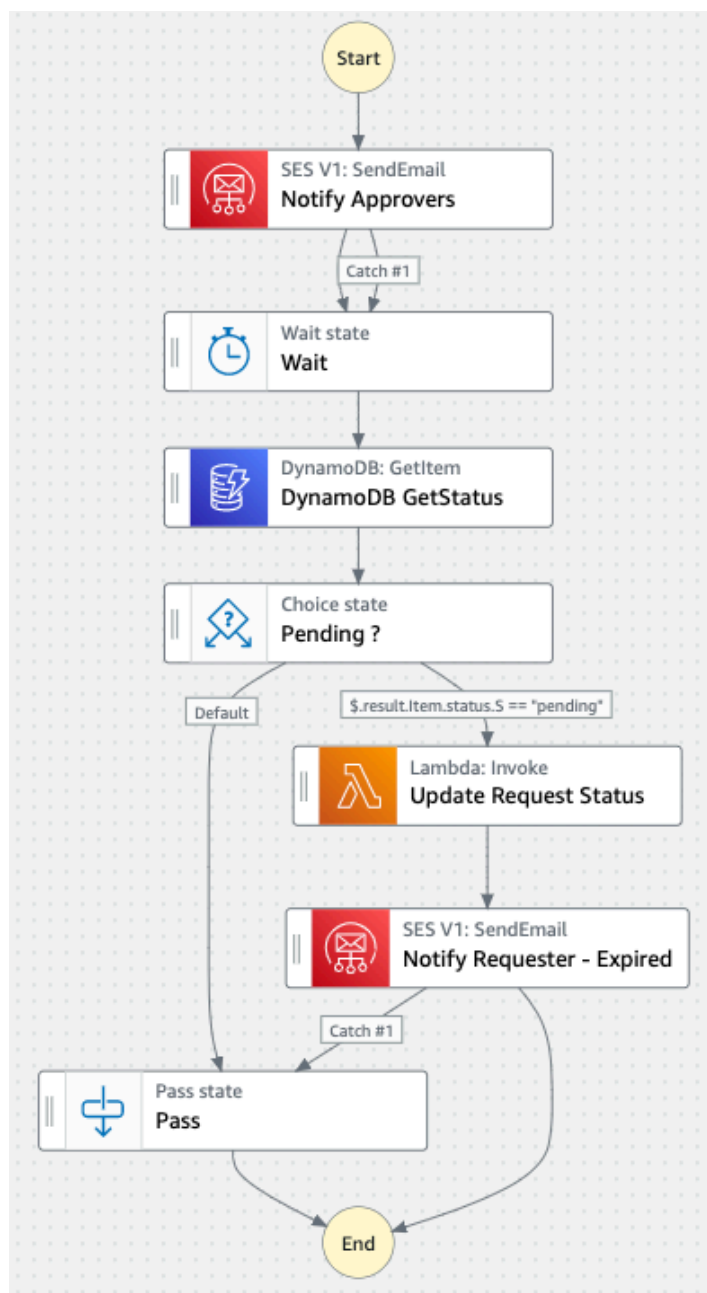 Start
SES V1: SendEmail
Notify Approvers
Catch #1
Wait state
Wait
DynamoDB: GetItem
DynamoDB GetStatus
Choice state
Pending ?
Default
$.result.Item.status.S == "pending"
Lambda: Invoke
Update Request Status
SES V1: SendEmail
Notify Requester - Expired
Catch #1
Pass state
Pass
End